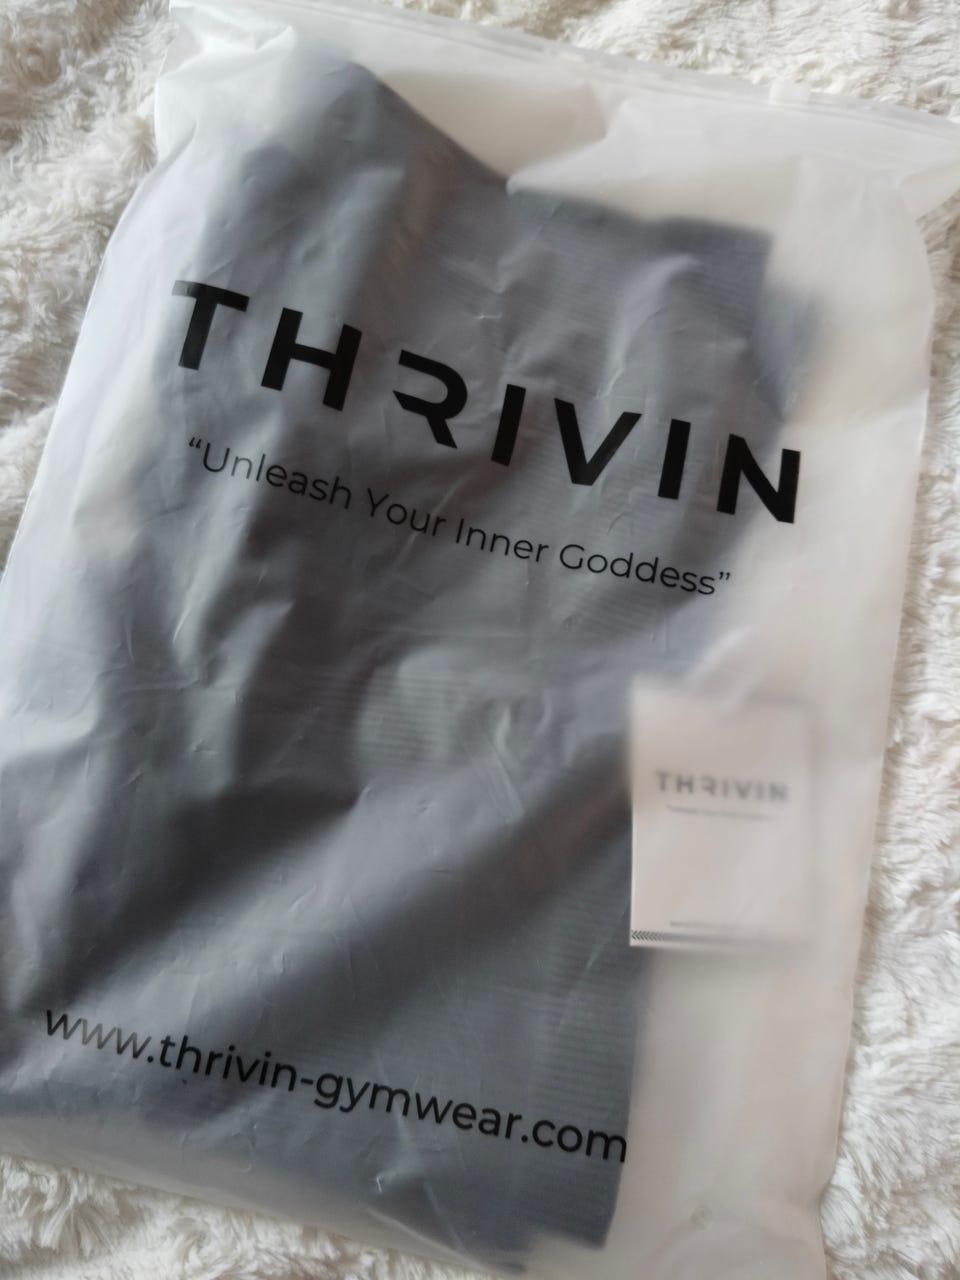 THRIVIN
“Unleash Your Inner Goddess”
THRIVIN
www.thrivin-gymwear.com